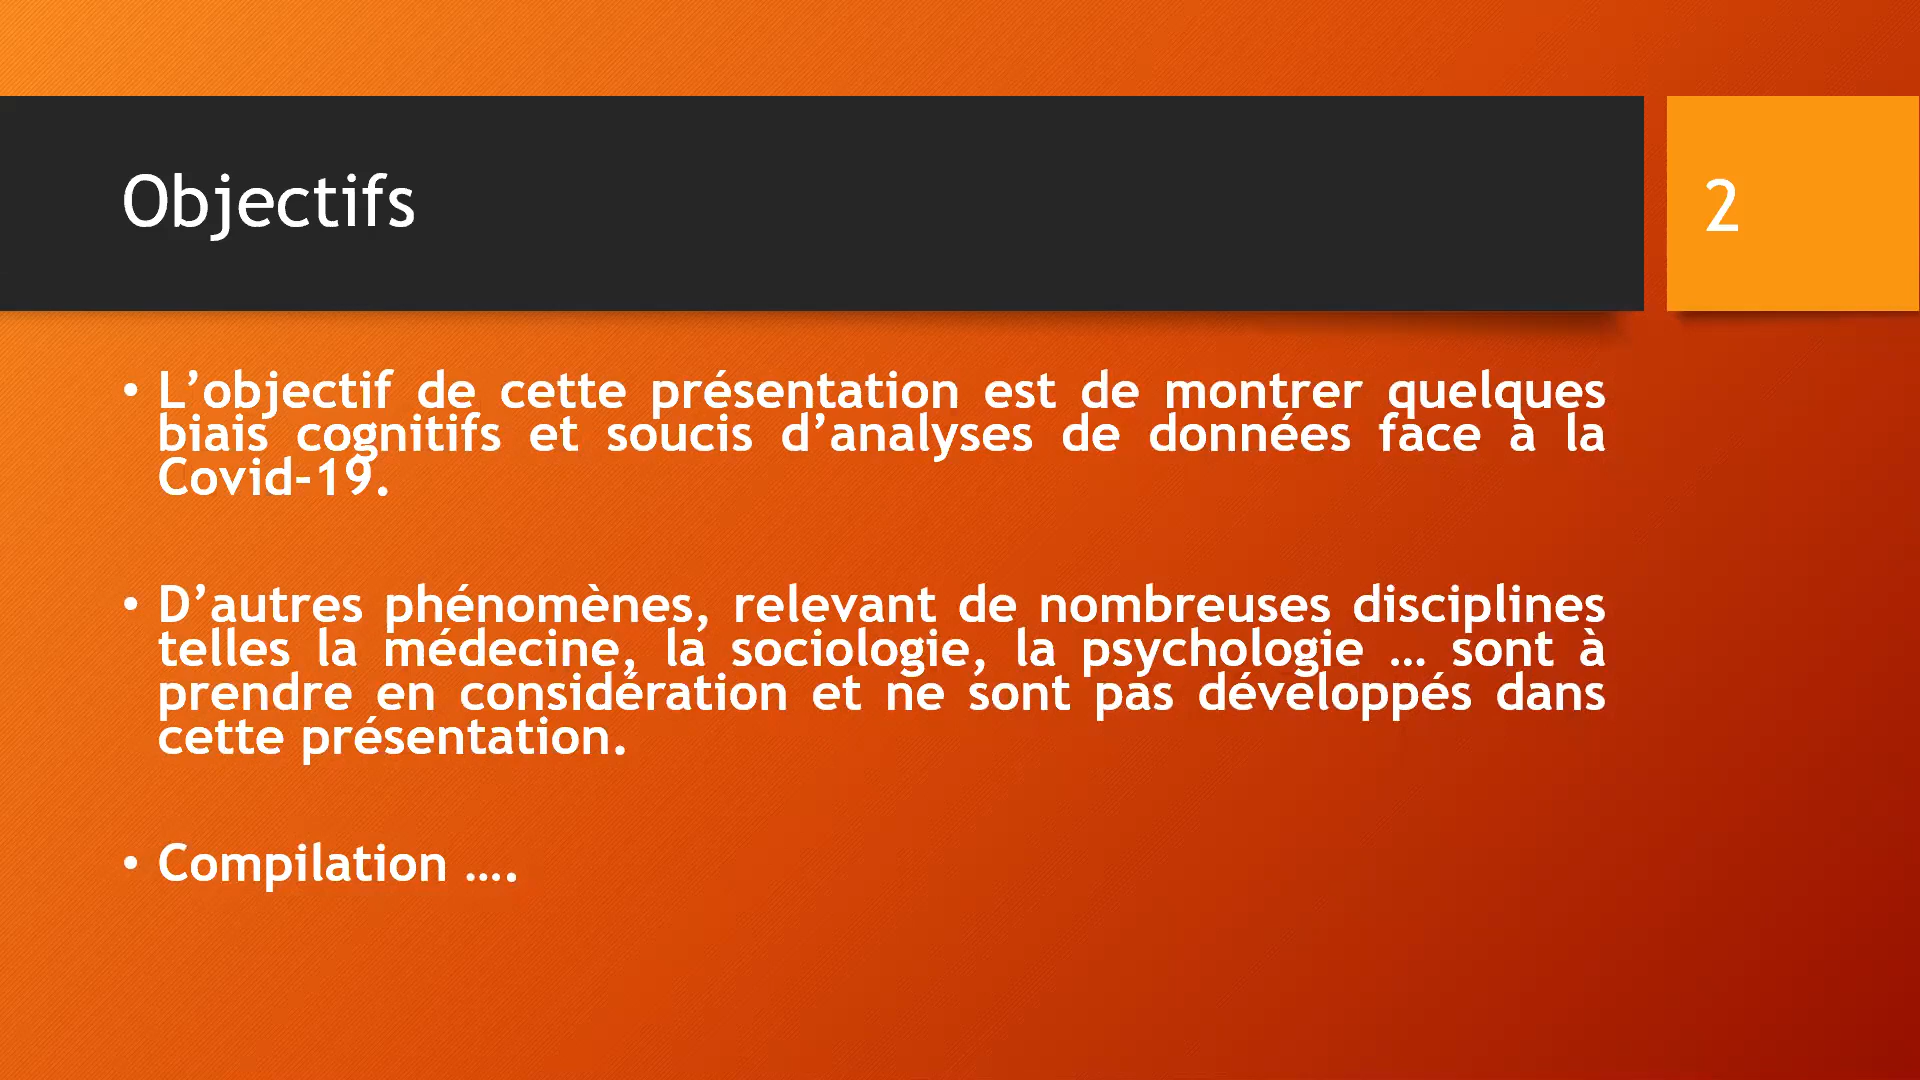 Objectifs
2
• L’objectif de cette présentation est de montrer quelques
biais cognitifs et soucis d’analyses de données face à la
Covid-19.
• D’autres phénomènes, relevant de nombreuses disciplines
telles la médecine, la sociologie, la psychologie … sont à
prendre en considération et ne sont pas développés dans
cette présentation.
• Compilation ….